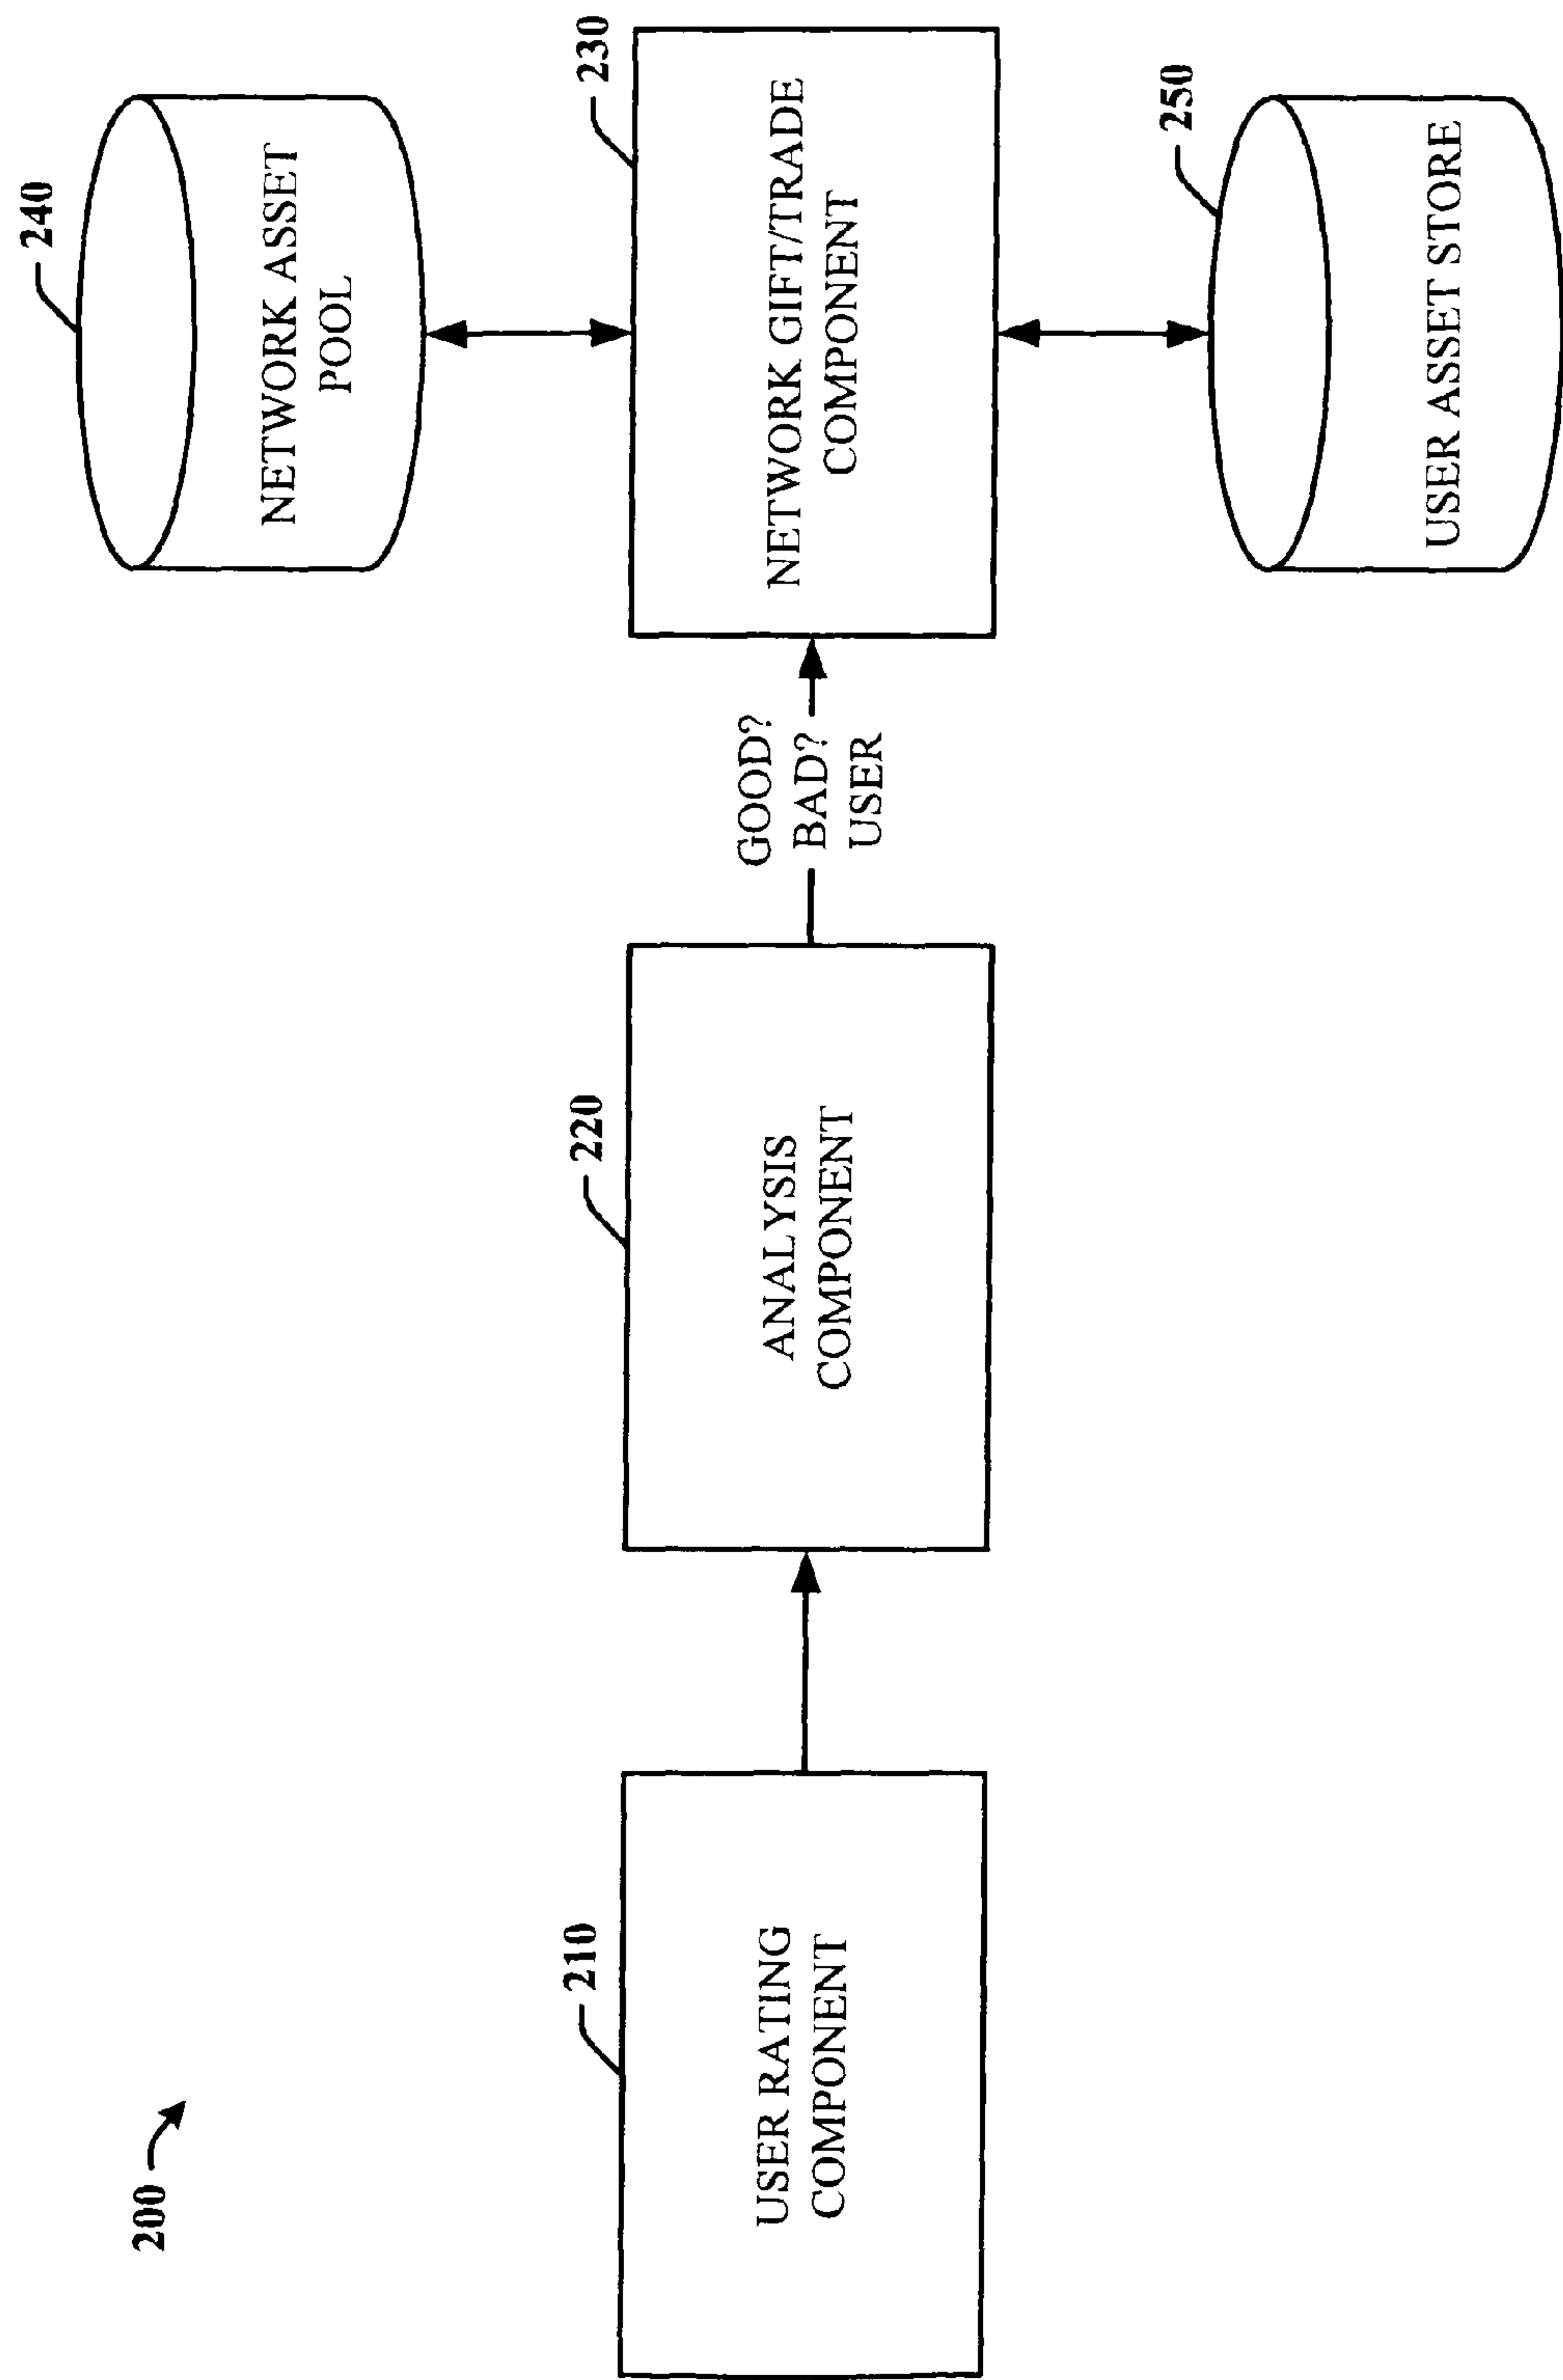 200
210
USER RATING
COMPONENT
220
ANALYSIS
COMPONENT
GOOD?
BAD?
USER
230
NETWORK GIFT/TRADE
COMPONENT
240
NETWORK ASSET
POOL
250
USER ASSET STORE